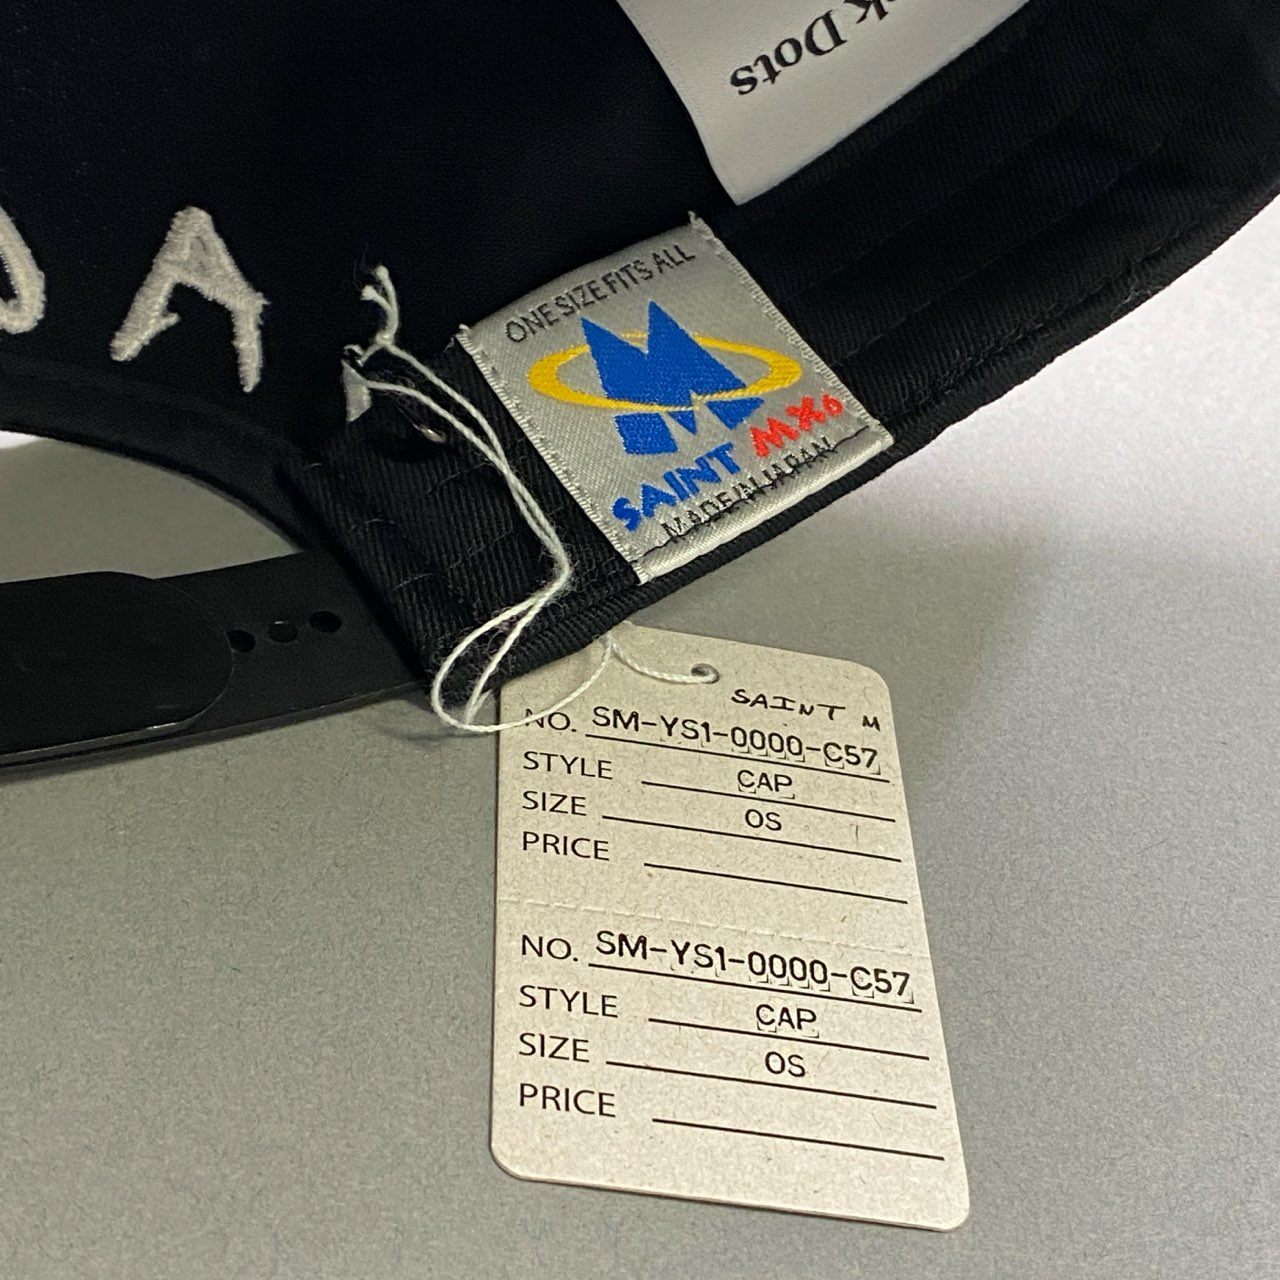 k Dots
A
ONE SIZE FITS ALL
SAINT MX6
MADE IN JAPAN
SAINT M
NO. SM-YS1-0000-C57
STYLE CAP
SIZE OS
PRICE
NO. SM-YS1-0000-C57
STYLE CAP
SIZE OS
PRICE